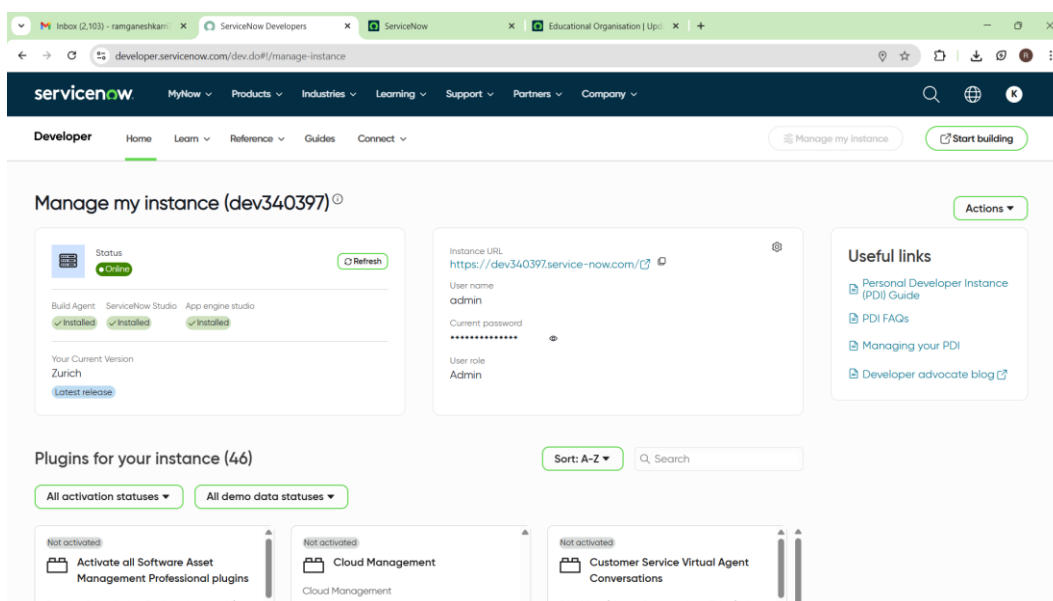 Inbox (2,103) - ramganeshkarri
ServiceNow Developers
ServiceNow
Educational Organisation | Upd
developer.servicenow.com/dev.do#!/manage-instance
R
servicenow
MyNow Products Industries Learning Support Partners Company
K
Developer Home Learn Reference Guides Connect
Manage my instance
Start building
Manage my instance (dev340397)
Actions
Status
Online
Refresh
Build Agent ServiceNow Studio App engine studio
Installed Installed Installed
Your Current Version
Zurich
Latest release
Instance URL
https://dev340397.service-now.com/
User name
admin
Current password
••••••••••••••
User role
Admin
Useful links
Personal Developer Instance
(PDI) Guide
PDI FAQs
Managing your PDI
Developer advocate blog
Plugins for your instance (46)
Sort: A-Z
Search
All activation statuses
All demo data statuses
Not activated
Activate all Software Asset
Management Professional plugins
Not activated
Cloud Management
Cloud Management
Not activated
Customer Service Virtual Agent
Conversations